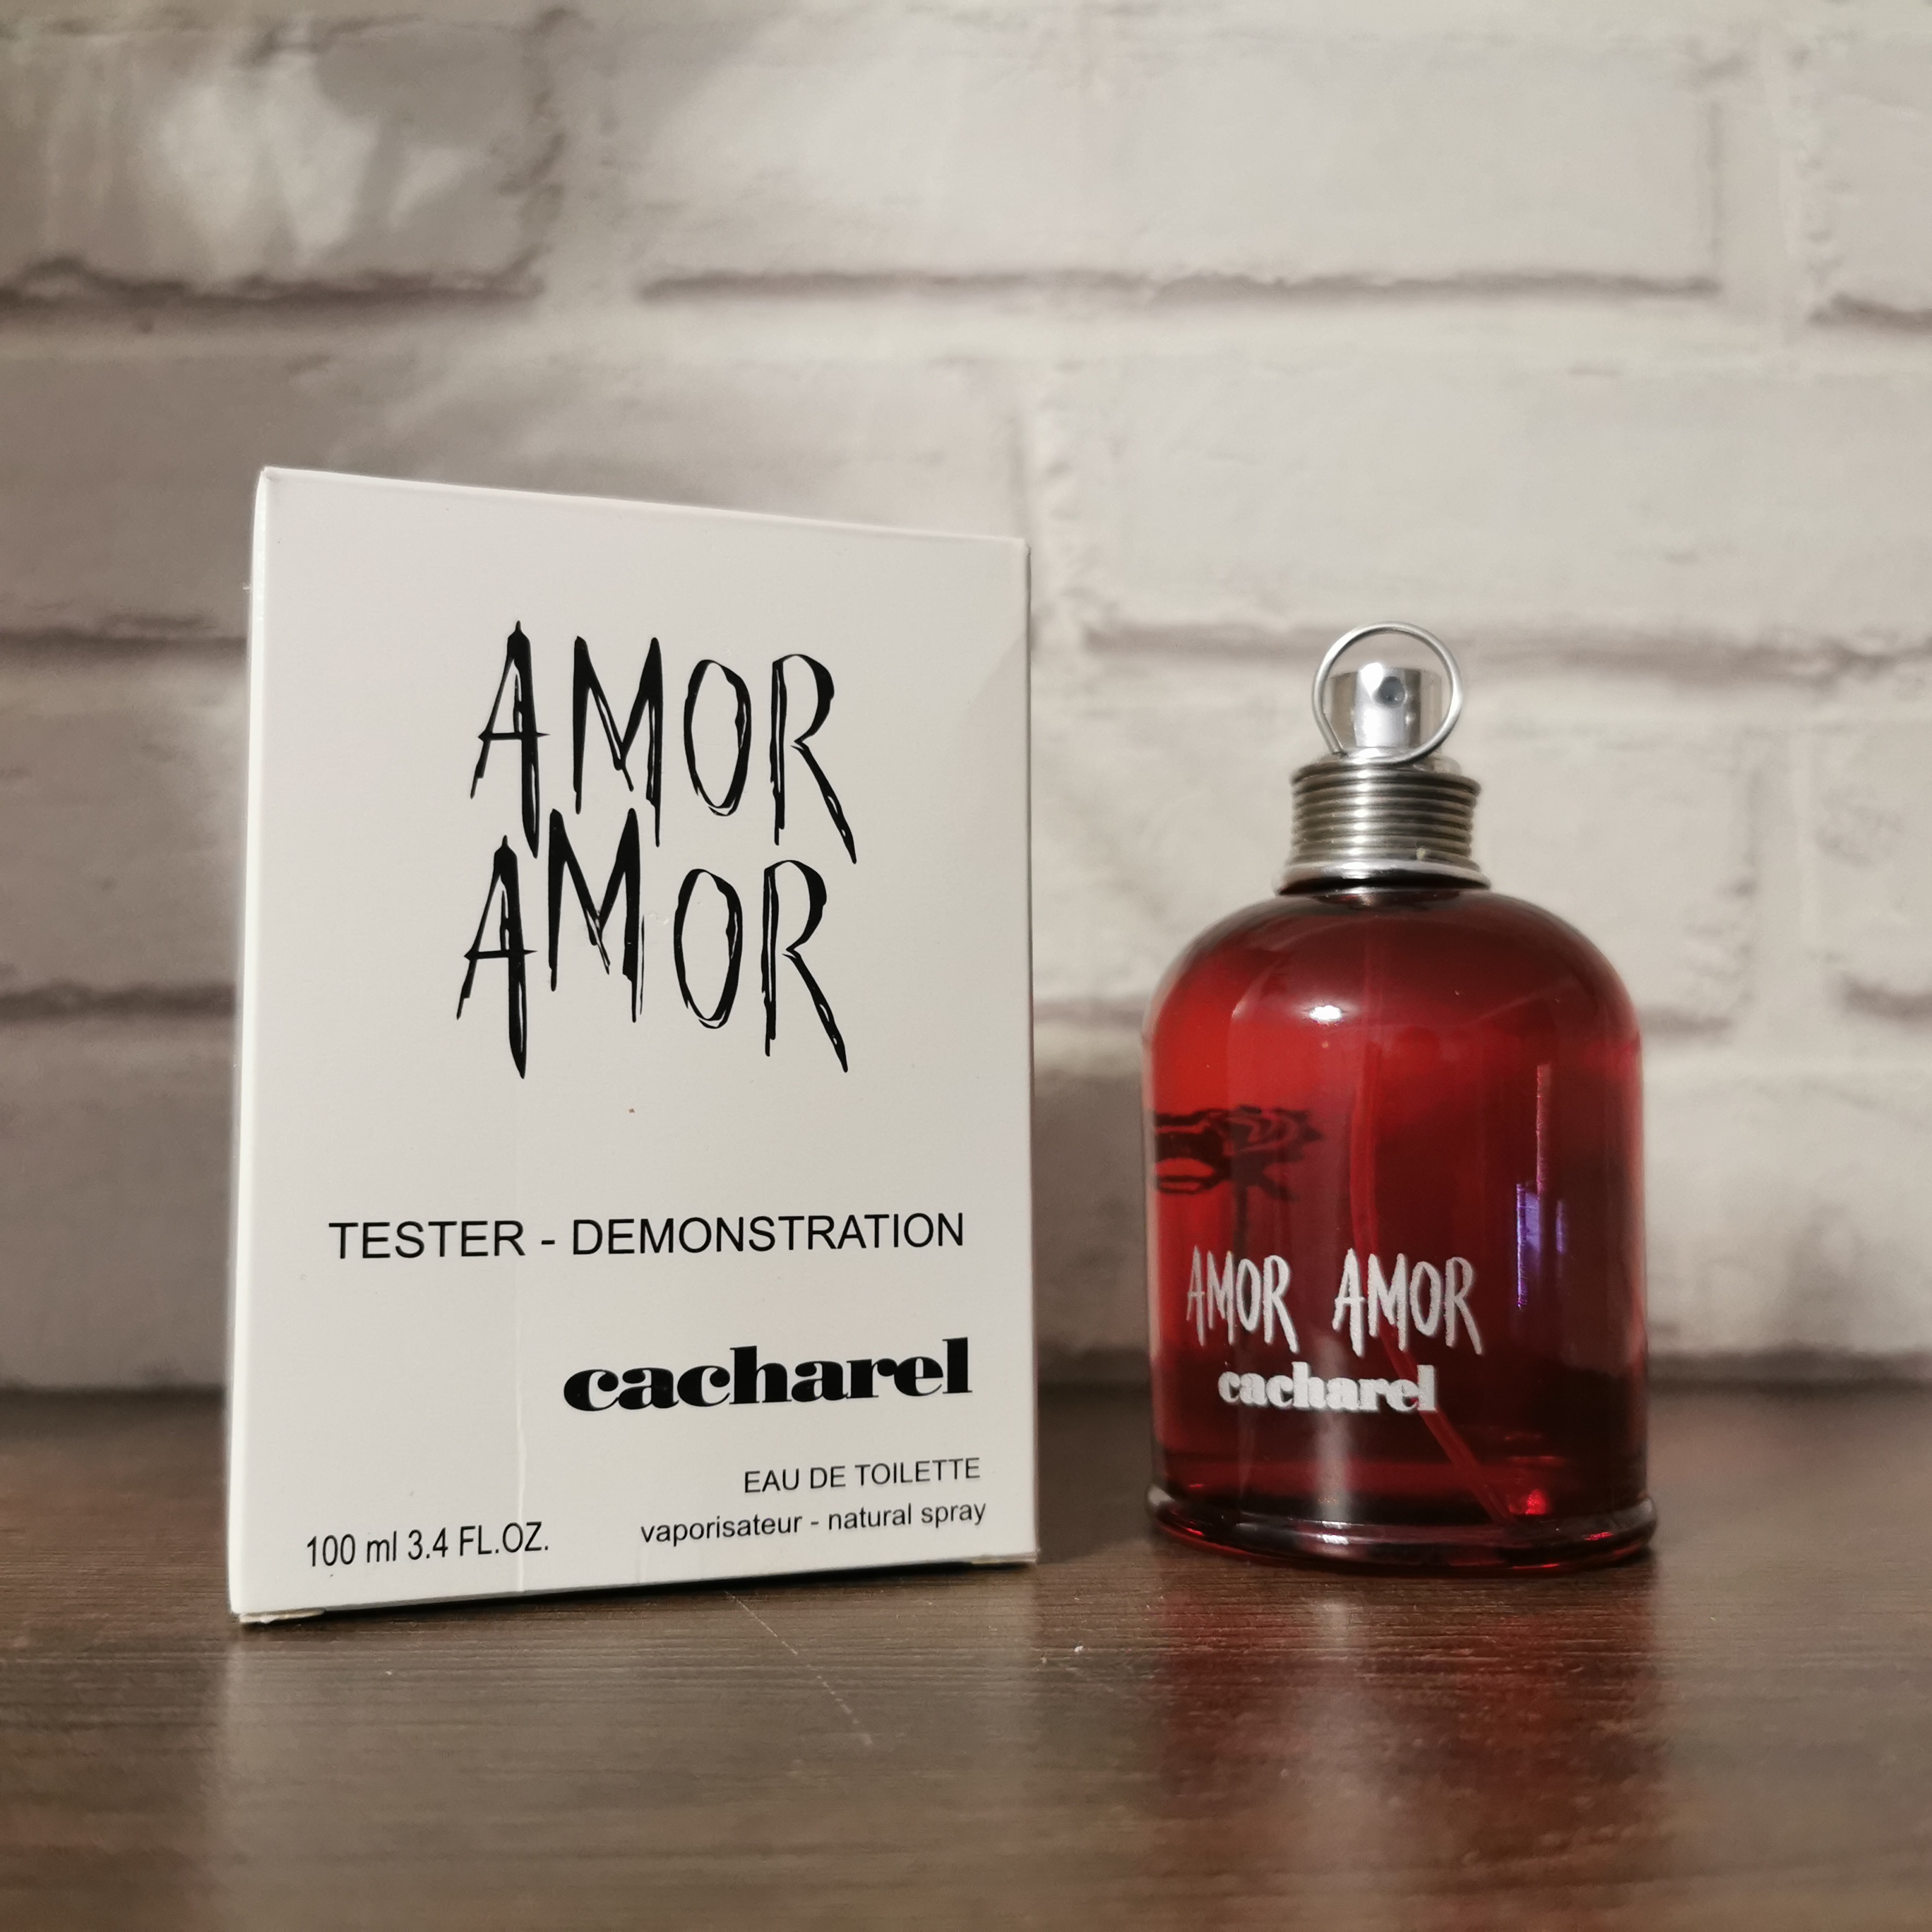 AMOR
AMOR
TESTER - DEMONSTRATION
cacharel
EAU DE TOILETTE
vaporisateur - natural spray
100 ml 3.4 FL.OZ.
AMOR AMOR
cacharel